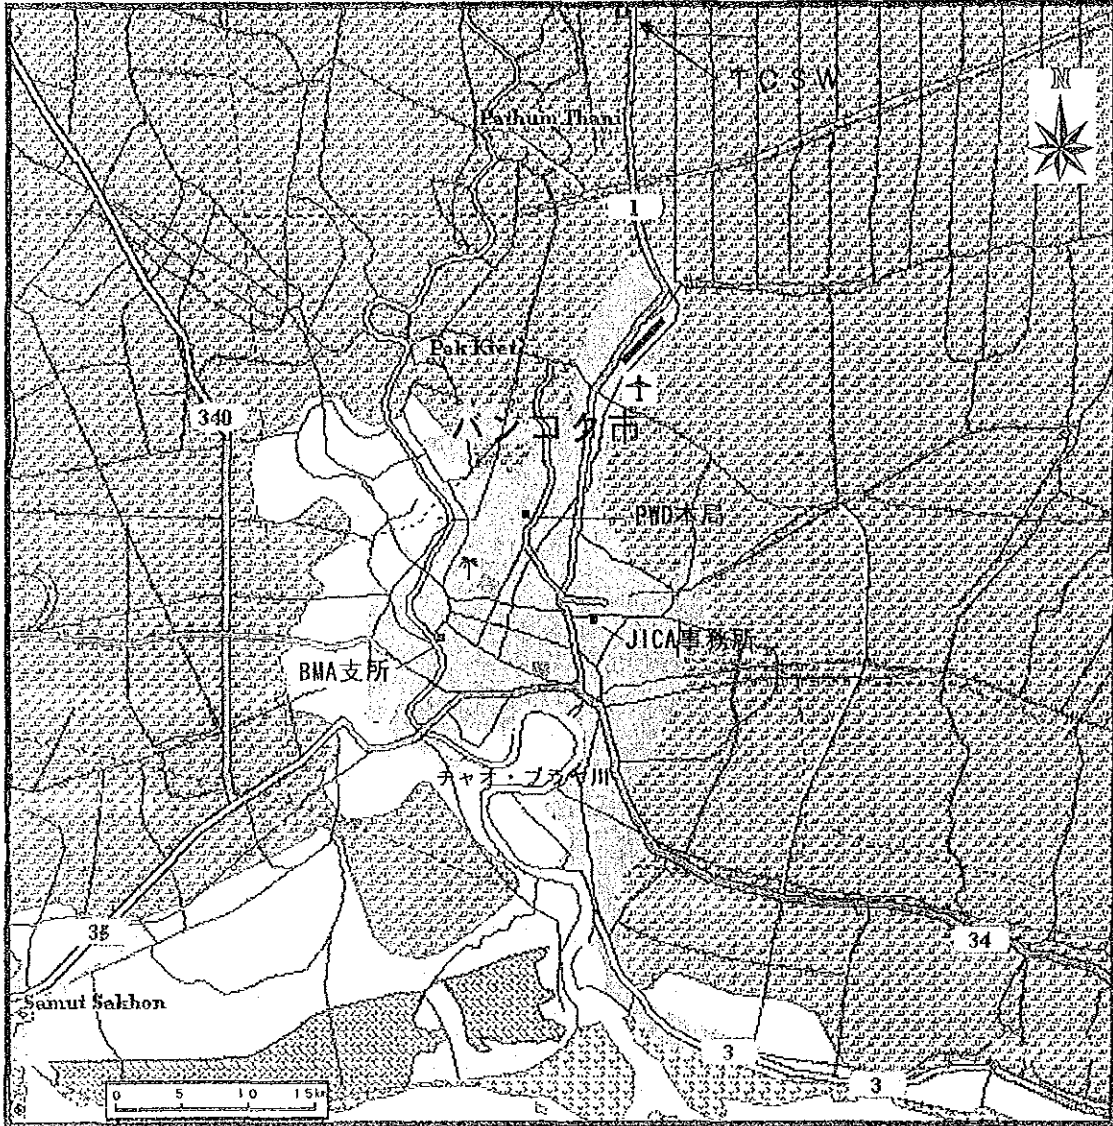 TCSW
N
Pathum Thani
1
Pak Kret
340
バンコク市
PWD本局
JICA事務所
BMA支所
チャオ・プラヤ川
35
34
Samut Sakhon
3
3
0 5 10 15km